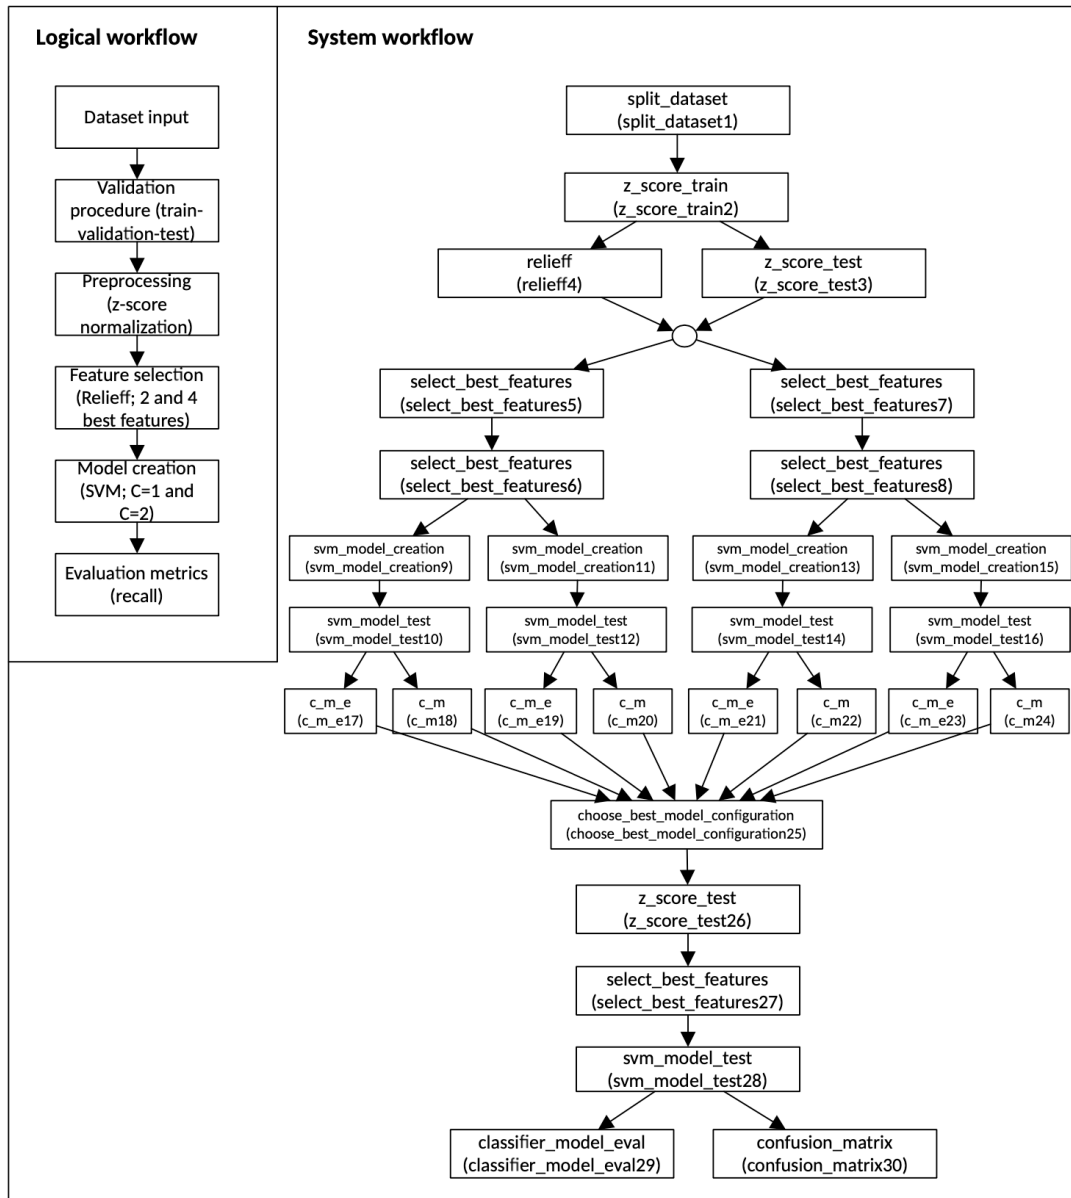 Logical workflow
Dataset input
Validation
procedure (train-
validation-test)
Preprocessing
(z-score
normalization)
Feature selection
(Relieff; 2 and 4
best features)
Model creation
(SVM; C=1 and
C=2)
Evaluation metrics
(recall)
System workflow
split_dataset
(split_dataset1)
z_score_train
(z_score_train2)
relieff
(relieff4)
z_score_test
(z_score_test3)
select_best_features
(select_best_features5)
select_best_features
(select_best_features7)
select_best_features
(select_best_features6)
select_best_features
(select_best_features8)
svm_model_creation
(svm_model_creation9)
svm_model_creation
(svm_model_creation11)
svm_model_creation
(svm_model_creation13)
svm_model_creation
(svm_model_creation15)
svm_model_test
(svm_model_test10)
svm_model_test
(svm_model_test12)
svm_model_test
(svm_model_test14)
svm_model_test
(svm_model_test16)
c_m_e
(c_m_e17)
c_m
(c_m18)
c_m_e
(c_m_e19)
c_m
(c_m20)
c_m_e
(c_m_e21)
c_m
(c_m22)
c_m_e
(c_m_e23)
c_m
(c_m24)
choose_best_model_configuration
(choose_best_model_configuration25)
z_score_test
(z_score_test26)
select_best_features
(select_best_features27)
svm_model_test
(svm_model_test28)
classifier_model_eval
(classifier_model_eval29)
confusion_matrix
(confusion_matrix30)